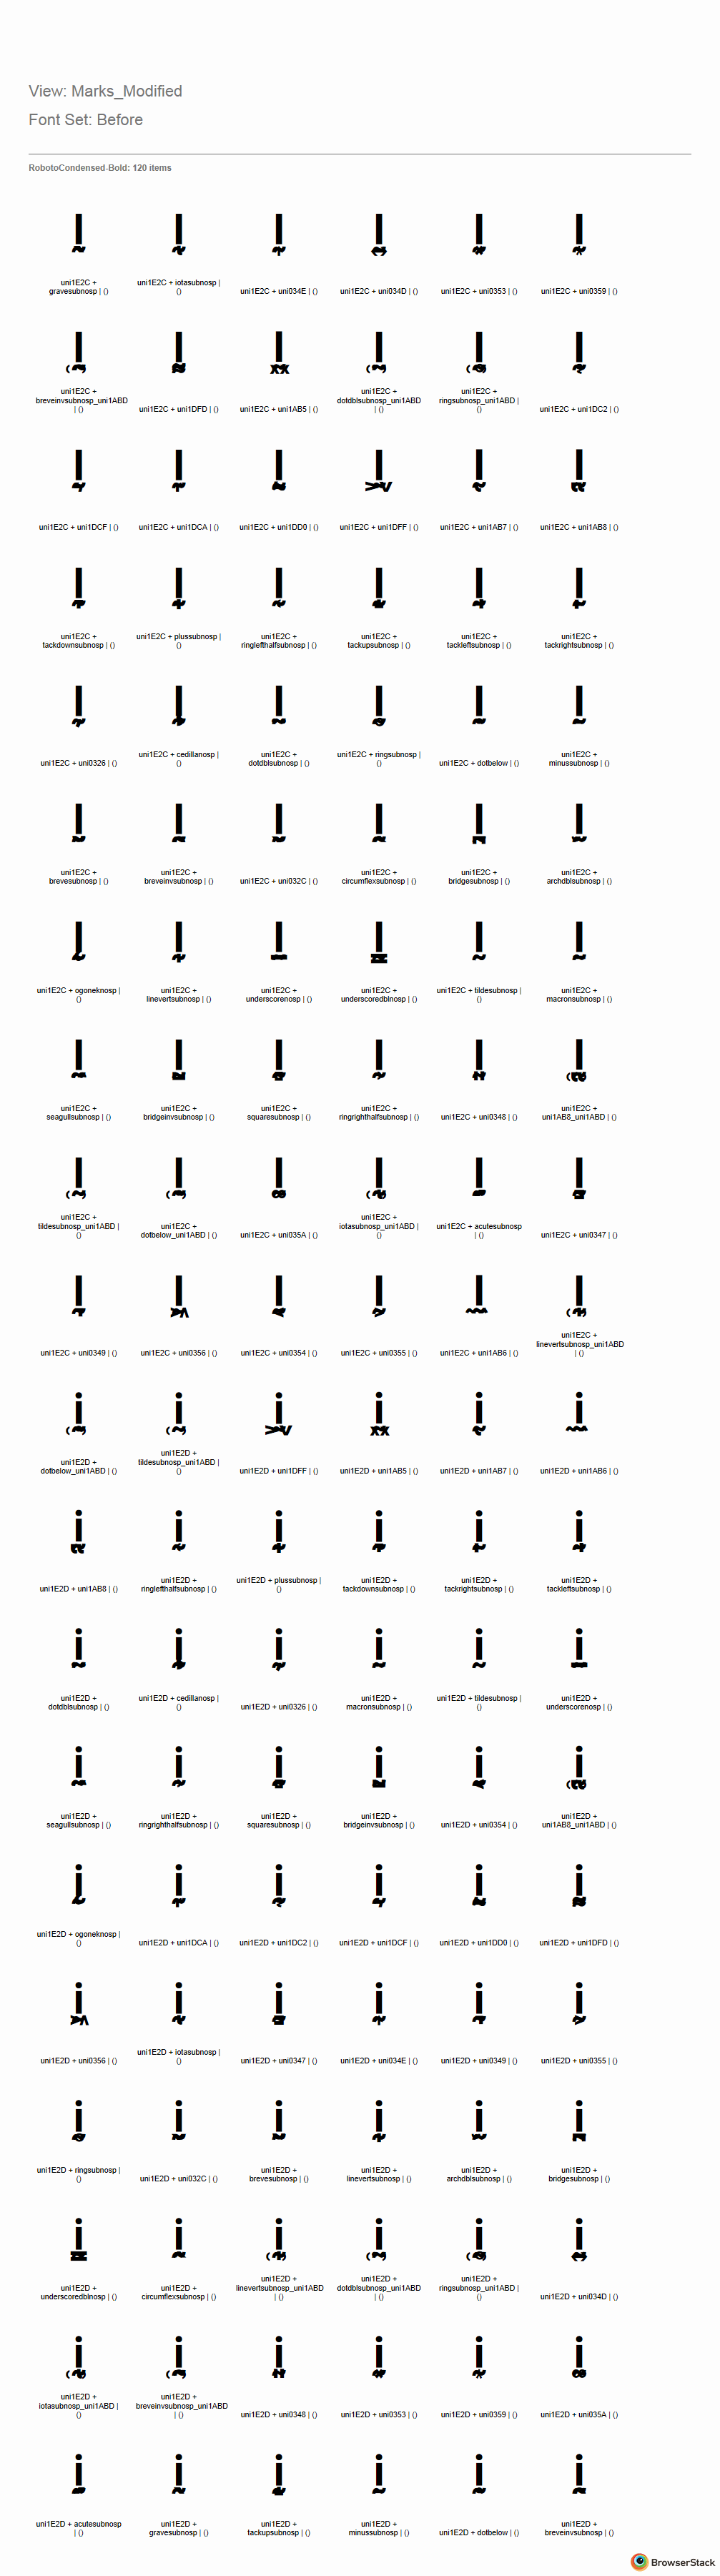 View: Marks_Modified
Font Set: Before
RobotoCondensed-Bold: 120 items
uni1E2C +
gravesubnosp | ()
uni1E2C + iotasubnosp |
()
uni1E2C + uni034E | ()
uni1E2C + uni034D | ()
uni1E2C + uni0353 | ()
uni1E2C + uni0359 | ()
uni1E2C +
breveinvsubnosp_uni1ABD
| ()
uni1E2C + uni1DFD | ()
uni1E2C + uni1AB5 | ()
uni1E2C +
dotdblsubnosp_uni1ABD
| ()
uni1E2C +
ringsubnosp_uni1ABD |
()
uni1E2C + uni1DC2 | ()
uni1E2C + uni1DCF | ()
uni1E2C + uni1DCA | ()
uni1E2C + uni1DD0 | ()
uni1E2C + uni1DFF | ()
uni1E2C + uni1AB7 | ()
uni1E2C + uni1AB8 | ()
uni1E2C +
tackdownsubnosp | ()
uni1E2C + plussubnosp |
()
uni1E2C +
ringlefthalfsubnosp | ()
uni1E2C +
tackupsubnosp | ()
uni1E2C +
tackleftsubnosp | ()
uni1E2C +
tackrightsubnosp | ()
uni1E2C + uni0326 | ()
uni1E2C + cedillanosp |
()
uni1E2C +
dotdblsubnosp | ()
uni1E2C + ringsubnosp |
()
uni1E2C + dotbelow | ()
uni1E2C +
minussubnosp | ()
uni1E2C +
brevesubnosp | ()
uni1E2C +
breveinvsubnosp | ()
uni1E2C + uni032C | ()
uni1E2C +
circumflexsubnosp | ()
uni1E2C +
bridgesubnosp | ()
uni1E2C +
archdblsubnosp | ()
uni1E2C + ogoneknosp |
()
uni1E2C +
linevertsubnosp | ()
uni1E2C +
underscorenosp | ()
uni1E2C +
underscoredblnosp | ()
uni1E2C + tildesubnosp |
()
uni1E2C +
macronsubnosp | ()
uni1E2C +
seagullsubnosp | ()
uni1E2C +
bridgeinvsubnosp | ()
uni1E2C +
squaresubnosp | ()
uni1E2C +
ringrighthalfsubnosp | ()
uni1E2C + uni0348 | ()
uni1E2C +
uni1AB8_uni1ABD | ()
uni1E2C +
tildesubnosp_uni1ABD |
()
uni1E2C +
dotbelow_uni1ABD | ()
uni1E2C + uni035A | ()
uni1E2C +
iotasubnosp_uni1ABD |
()
uni1E2C + acutesubnosp
| ()
uni1E2C + uni0347 | ()
uni1E2C + uni0349 | ()
uni1E2C + uni0356 | ()
uni1E2C + uni0354 | ()
uni1E2C + uni0355 | ()
uni1E2C + uni1AB6 | ()
uni1E2C +
linevertsubnosp_uni1ABD
| ()
uni1E2D +
dotbelow_uni1ABD | ()
uni1E2D +
tildesubnosp_uni1ABD |
()
uni1E2D + uni1DFF | ()
uni1E2D + uni1AB5 | ()
uni1E2D + uni1AB7 | ()
uni1E2D + uni1AB6 | ()
uni1E2D + uni1AB8 | ()
uni1E2D +
ringlefthalfsubnosp | ()
uni1E2D + plussubnosp |
()
uni1E2D +
tackdownsubnosp | ()
uni1E2D +
tackrightsubnosp | ()
uni1E2D +
tackleftsubnosp | ()
uni1E2D +
dotdblsubnosp | ()
uni1E2D + cedillanosp |
()
uni1E2D + uni0326 | ()
uni1E2D +
macronsubnosp | ()
uni1E2D + tildesubnosp |
()
uni1E2D +
underscorenosp | ()
uni1E2D +
seagullsubnosp | ()
uni1E2D +
ringrighthalfsubnosp | ()
uni1E2D +
squaresubnosp | ()
uni1E2D +
bridgeinvsubnosp | ()
uni1E2D + uni0354 | ()
uni1E2D +
uni1AB8_uni1ABD | ()
uni1E2D + ogoneknosp |
()
uni1E2D + uni1DCA | ()
uni1E2D + uni1DC2 | ()
uni1E2D + uni1DCF | ()
uni1E2D + uni1DD0 | ()
uni1E2D + uni1DFD | ()
uni1E2D + uni0356 | ()
uni1E2D + iotasubnosp |
()
uni1E2D + uni0347 | ()
uni1E2D + uni034E | ()
uni1E2D + uni0349 | ()
uni1E2D + uni0355 | ()
uni1E2D + ringsubnosp |
()
uni1E2D + uni032C | ()
uni1E2D +
brevesubnosp | ()
uni1E2D +
linevertsubnosp | ()
uni1E2D +
archdblsubnosp | ()
uni1E2D +
bridgesubnosp | ()
uni1E2D +
underscoredblnosp | ()
uni1E2D +
circumflexsubnosp | ()
uni1E2D +
linevertsubnosp_uni1ABD
| ()
uni1E2D +
dotdblsubnosp_uni1ABD
| ()
uni1E2D +
ringsubnosp_uni1ABD |
()
uni1E2D + uni034D | ()
uni1E2D +
iotasubnosp_uni1ABD |
()
uni1E2D +
breveinvsubnosp_uni1ABD
| ()
uni1E2D + uni0348 | ()
uni1E2D + uni0353 | ()
uni1E2D + uni0359 | ()
uni1E2D + uni035A | ()
uni1E2D + acutesubnosp
| ()
uni1E2D +
gravesubnosp | ()
uni1E2D +
tackupsubnosp | ()
uni1E2D +
minussubnosp | ()
uni1E2D + dotbelow | ()
uni1E2D +
breveinvsubnosp | ()
BrowserStack